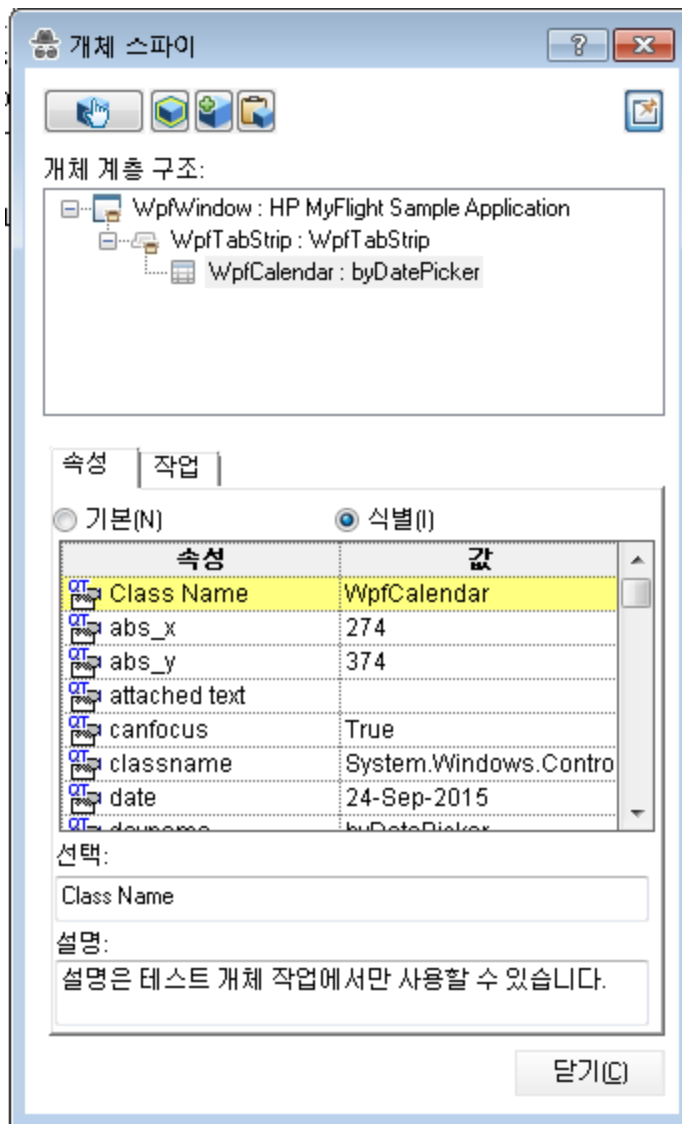 개체 스파이
개체 계층 구조:
WpfWindow : HP MyFlight Sample Application
WpfTabStrip : WpfTabStrip
WpfCalendar : byDatePicker
속성 작업
기본(N) 식별(I)
속성 값
Class Name WpfCalendar
abs_x 274
abs_y 374
attached text
canfocus True
classname System.Windows.Contro
date 24-Sep-2015
devname byDatePicker
선택:
Class Name
설명:
설명은 테스트 개체 작업에서만 사용할 수 있습니다.
닫기(C)